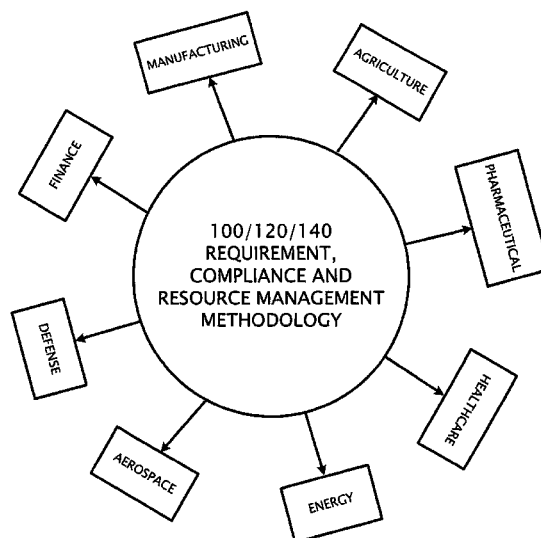 MANUFACTURING
AGRICULTURE
FINANCE
PHARMACEUTICAL
100/120/140
REQUIREMENT,
COMPLIANCE AND
RESOURCE MANAGEMENT
METHODOLOGY
DEFENSE
HEALTHCARE
AEROSPACE
ENERGY